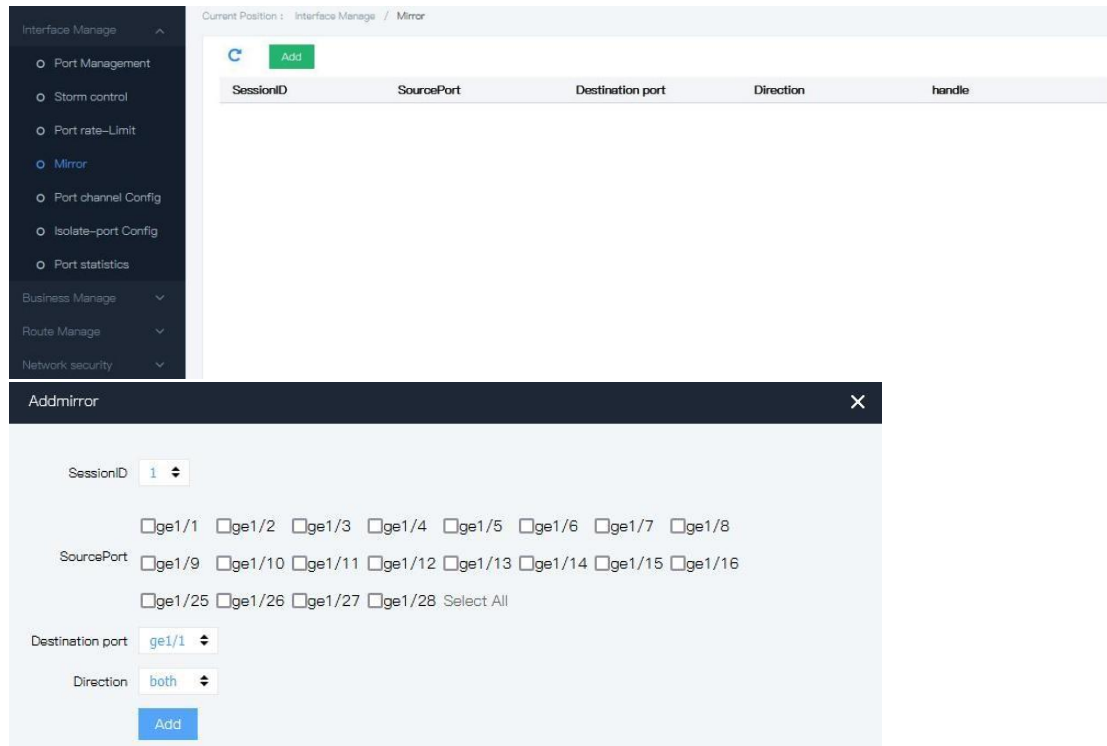 Current Position : Interface Manage / Mirror
Interface Manage
Port Management
Storm control
Port rate-Limit
Mirror
Port channel Config
Isolate-port Config
Port statistics
Business Manage
Route Manage
Network security
Add
SessionID SourcePort Destination port Direction handle
Addmirror
SessionID 1
SourcePort
ge1/1 ge1/2 ge1/3 ge1/4 ge1/5 ge1/6 ge1/7 ge1/8
ge1/9 ge1/10 ge1/11 ge1/12 ge1/13 ge1/14 ge1/15 ge1/16
ge1/25 ge1/26 ge1/27 ge1/28 Select All
Destination port ge1/1
Direction both
Add